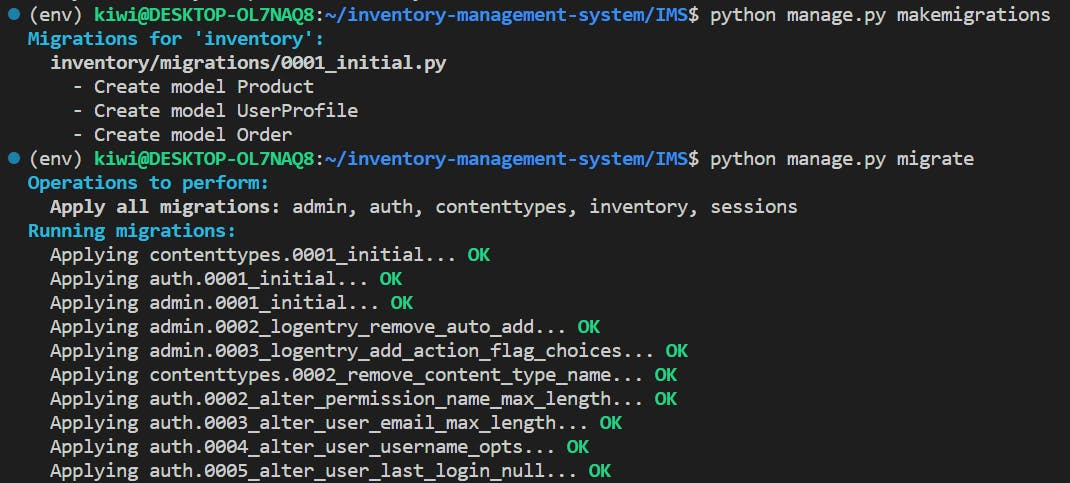 (env) kiwi@DESKTOP-OL7NAQ8:~/inventory-management-system/IMS$ python manage.py makemigrations
Migrations for 'inventory':
  inventory/migrations/0001_initial.py
    - Create model Product
    - Create model UserProfile
    - Create model Order
(env) kiwi@DESKTOP-OL7NAQ8:~/inventory-management-system/IMS$ python manage.py migrate
Operations to perform:
  Apply all migrations: admin, auth, contenttypes, inventory, sessions
Running migrations:
  Applying contenttypes.0001_initial... OK
  Applying auth.0001_initial... OK
  Applying admin.0001_initial... OK
  Applying admin.0002_logentry_remove_auto_add... OK
  Applying admin.0003_logentry_add_action_flag_choices... OK
  Applying contenttypes.0002_remove_content_type_name... OK
  Applying auth.0002_alter_permission_name_max_length... OK
  Applying auth.0003_alter_user_email_max_length... OK
  Applying auth.0004_alter_user_username_opts... OK
  Applying auth.0005_alter_user_last_login_null... OK